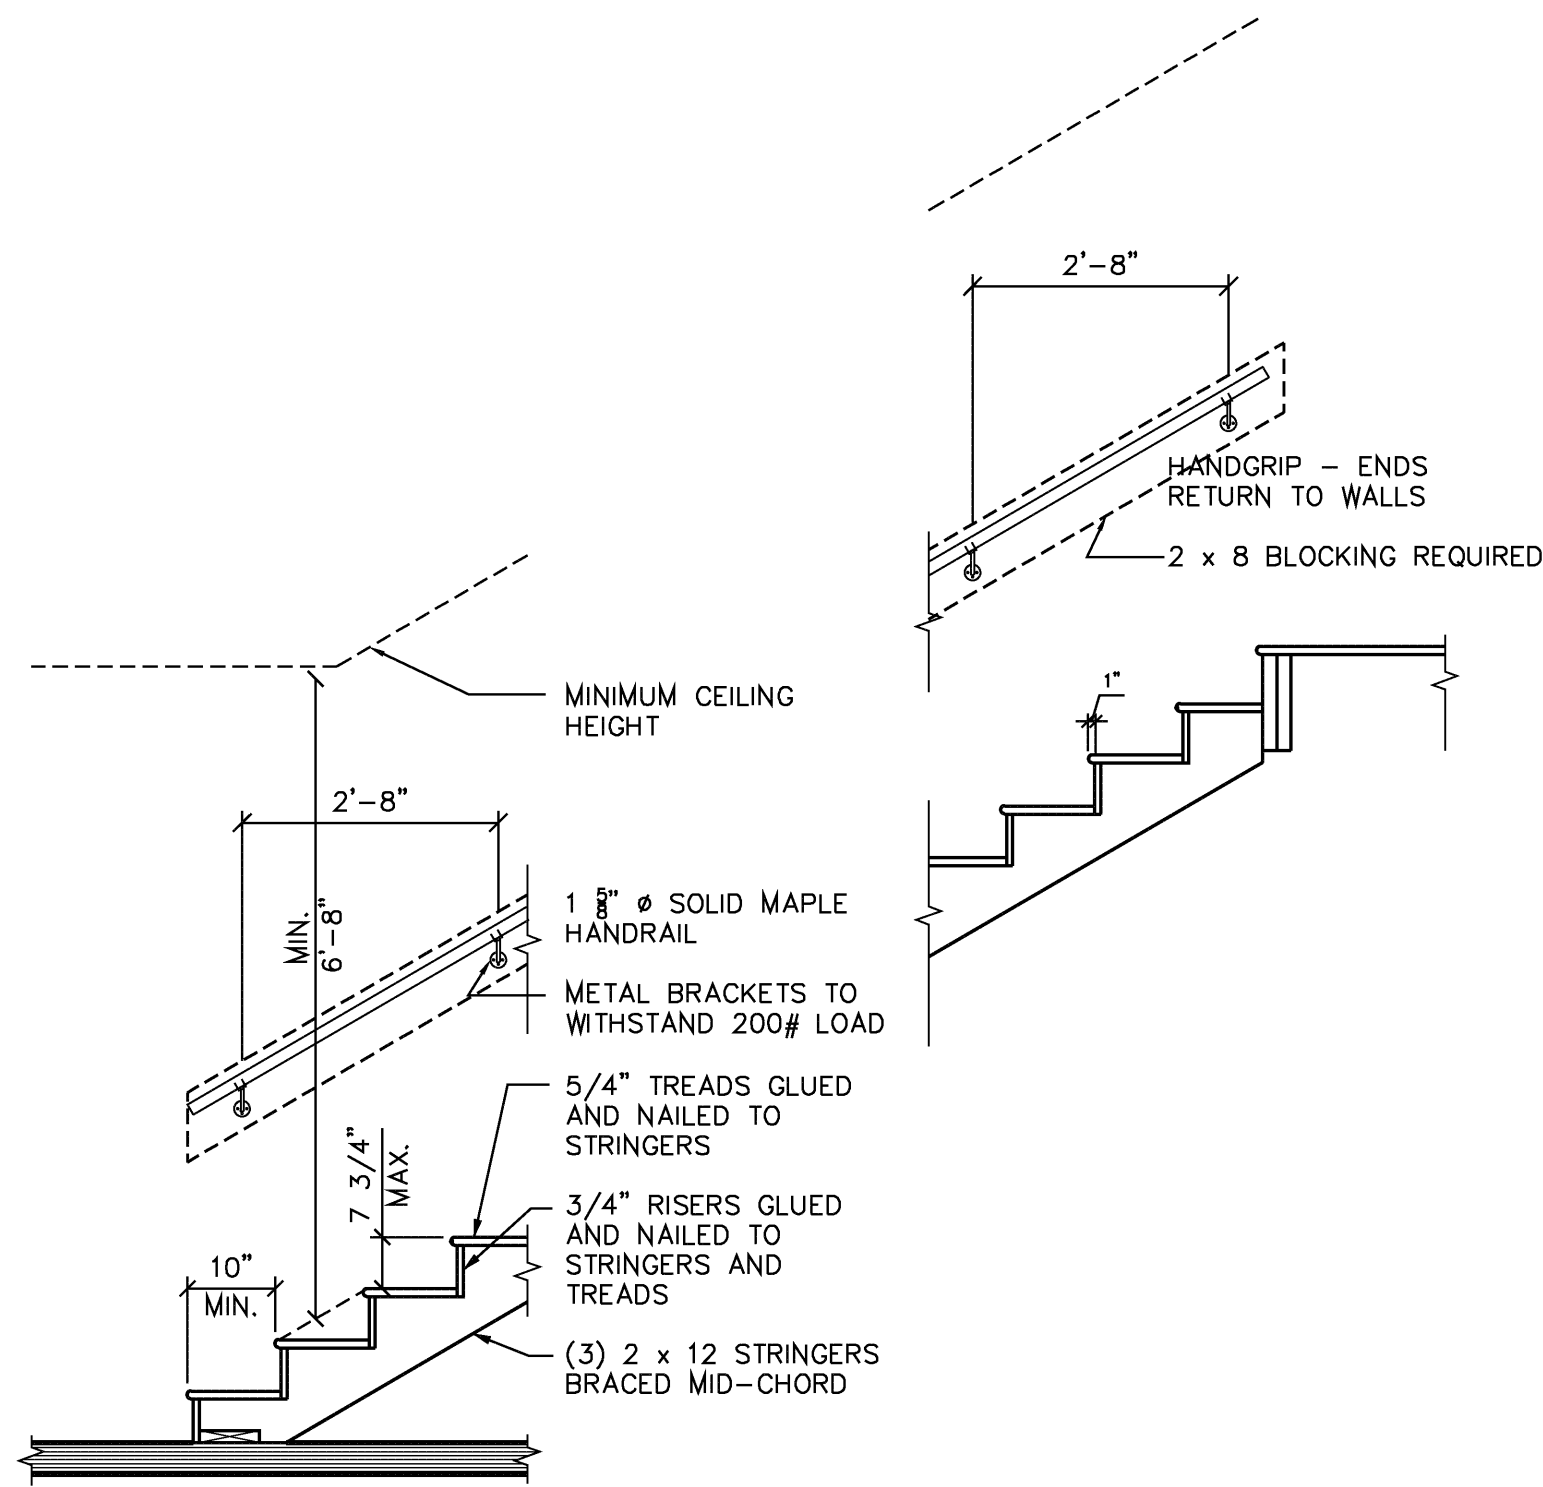 2'-8"
HANDGRIP - ENDS
RETURN TO WALLS
2 x 8 BLOCKING REQUIRED
1"
MINIMUM CEILING
HEIGHT
2'-8"
MIN.
6'-8"
1 5/8" ø SOLID MAPLE
HANDRAIL
METAL BRACKETS TO
WITHSTAND 200# LOAD
5/4" TREADS GLUED
AND NAILED TO
STRINGERS
7 3/4"
MAX.
3/4" RISERS GLUED
AND NAILED TO
STRINGERS AND
TREADS
10"
MIN.
(3) 2 x 12 STRINGERS
BRACED MID-CHORD